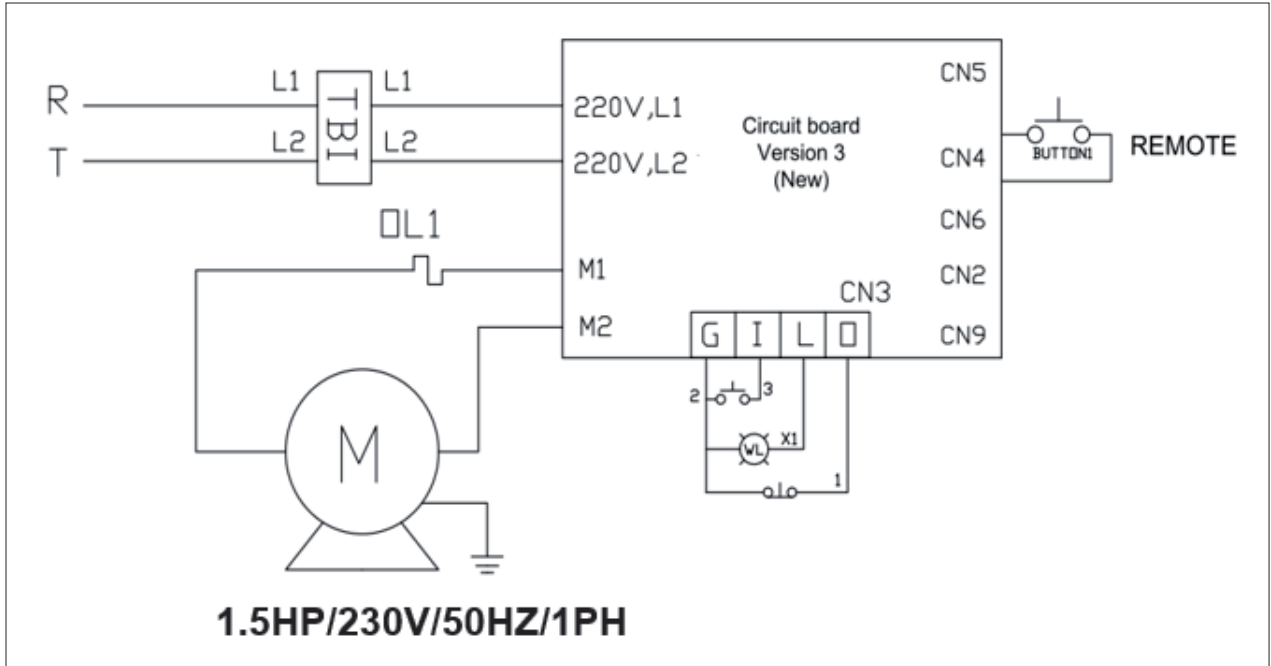 R
T
L1
L2
TBI
L1
L2
220V,L1
220V,L2
Circuit board
Version 3
(New)
CN5
CN4
CN6
CN2
CN9
BUTTON1
REMOTE
OL1
M1
M2
CN3
G I L O
2
3
WL
X1
1
M
1.5HP/230V/50HZ/1PH